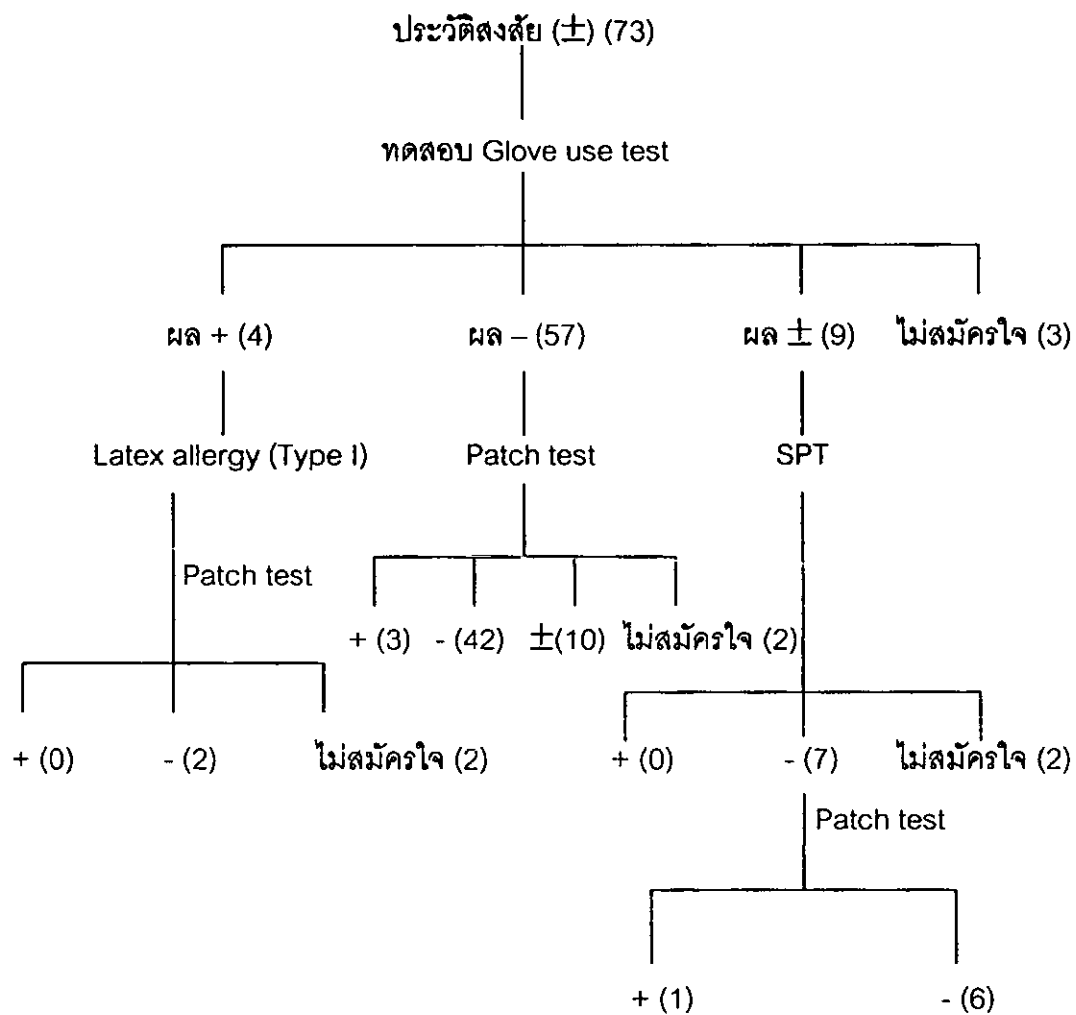 ประวัติสงสัย (±) (73)
ทดสอบ Glove use test
ผล + (4) ผล – (57) ผล ± (9) ไม่สมัครใจ (3)
Latex allergy (Type I) Patch test SPT
Patch test
+ (3) - (42) ±(10) ไม่สมัครใจ (2)
+ (0) - (2) ไม่สมัครใจ (2) + (0) - (7) ไม่สมัครใจ (2)
Patch test
+ (1) - (6)